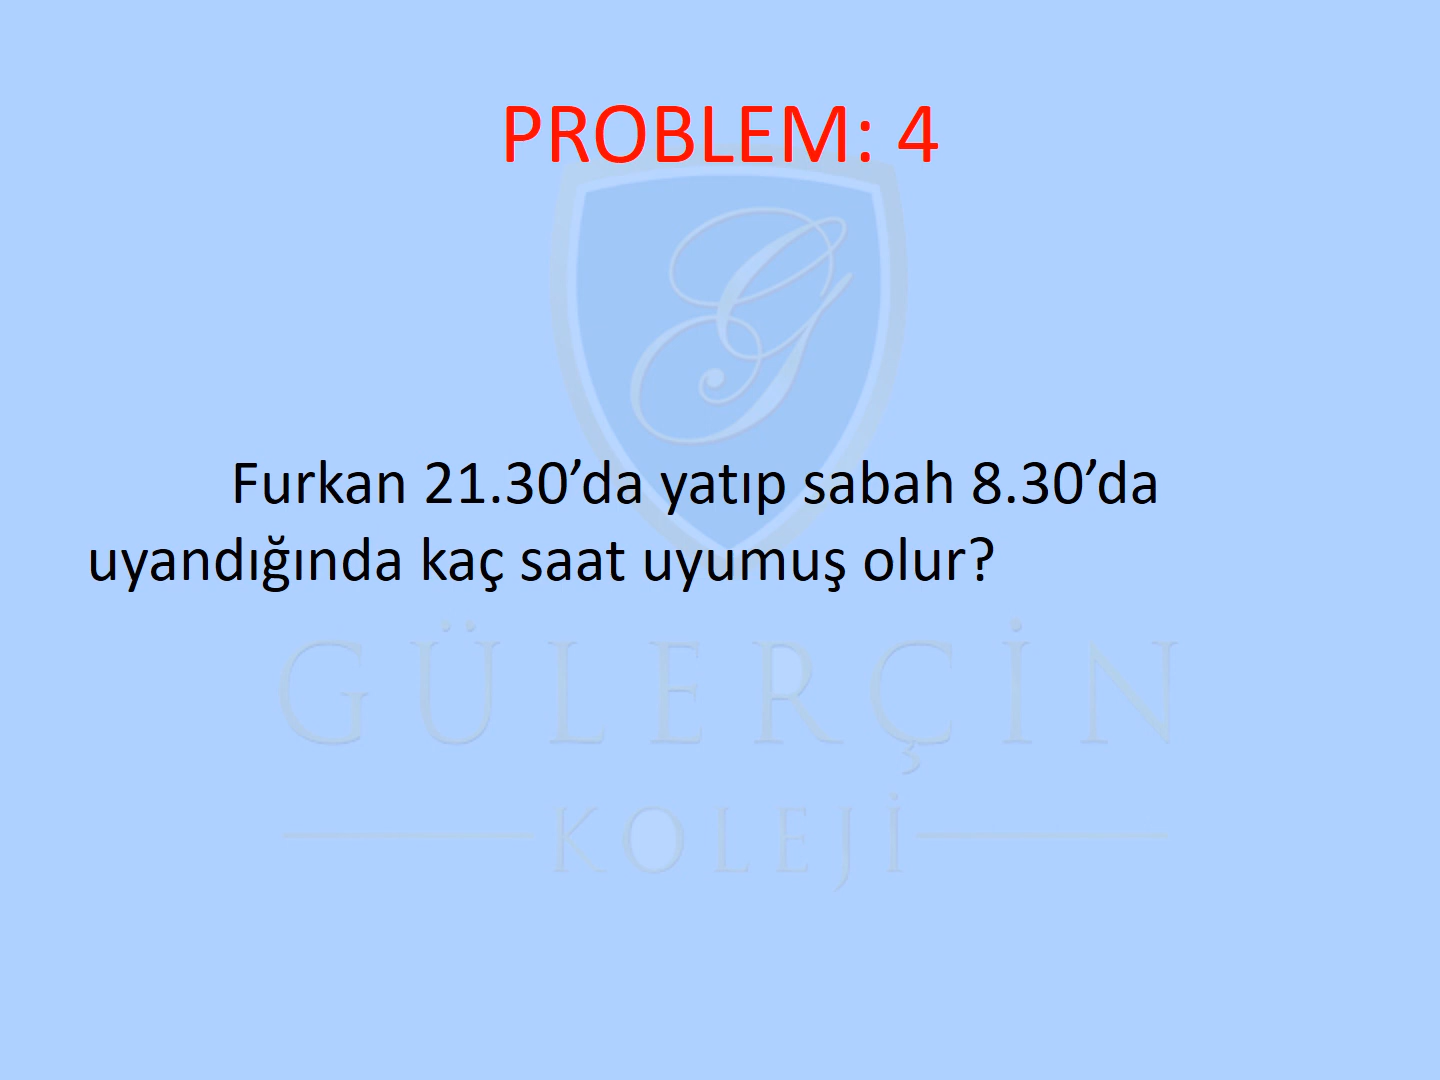 PROBLEM: 4
Furkan 21.30’da yatıp sabah 8.30’da
uyandığında kaç saat uyumuş olur?
GÜLERÇİN
KOLEJİ